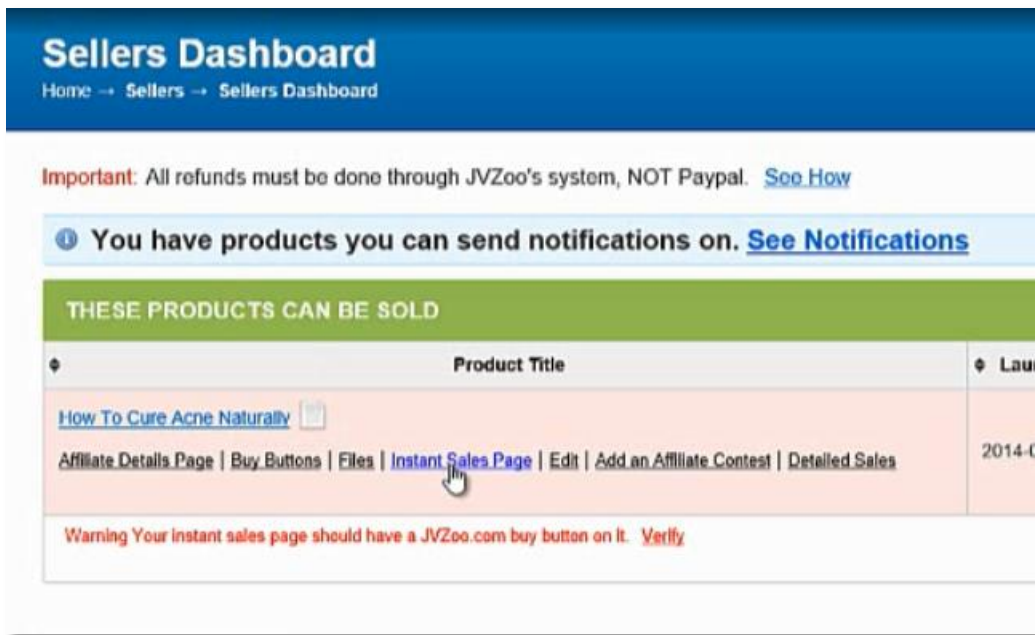 Sellers Dashboard
Home → Sellers → Sellers Dashboard
Important: All refunds must be done through JVZoo's system, NOT Paypal. See How
You have products you can send notifications on. See Notifications
THESE PRODUCTS CAN BE SOLD
Product Title
How To Cure Acne Naturally
Affiliate Details Page | Buy Buttons | Files | Instant Sales Page | Edit | Add an Affiliate Contest | Detailed Sales
Warning Your instant sales page should have a JVZoo.com buy button on it. Verify